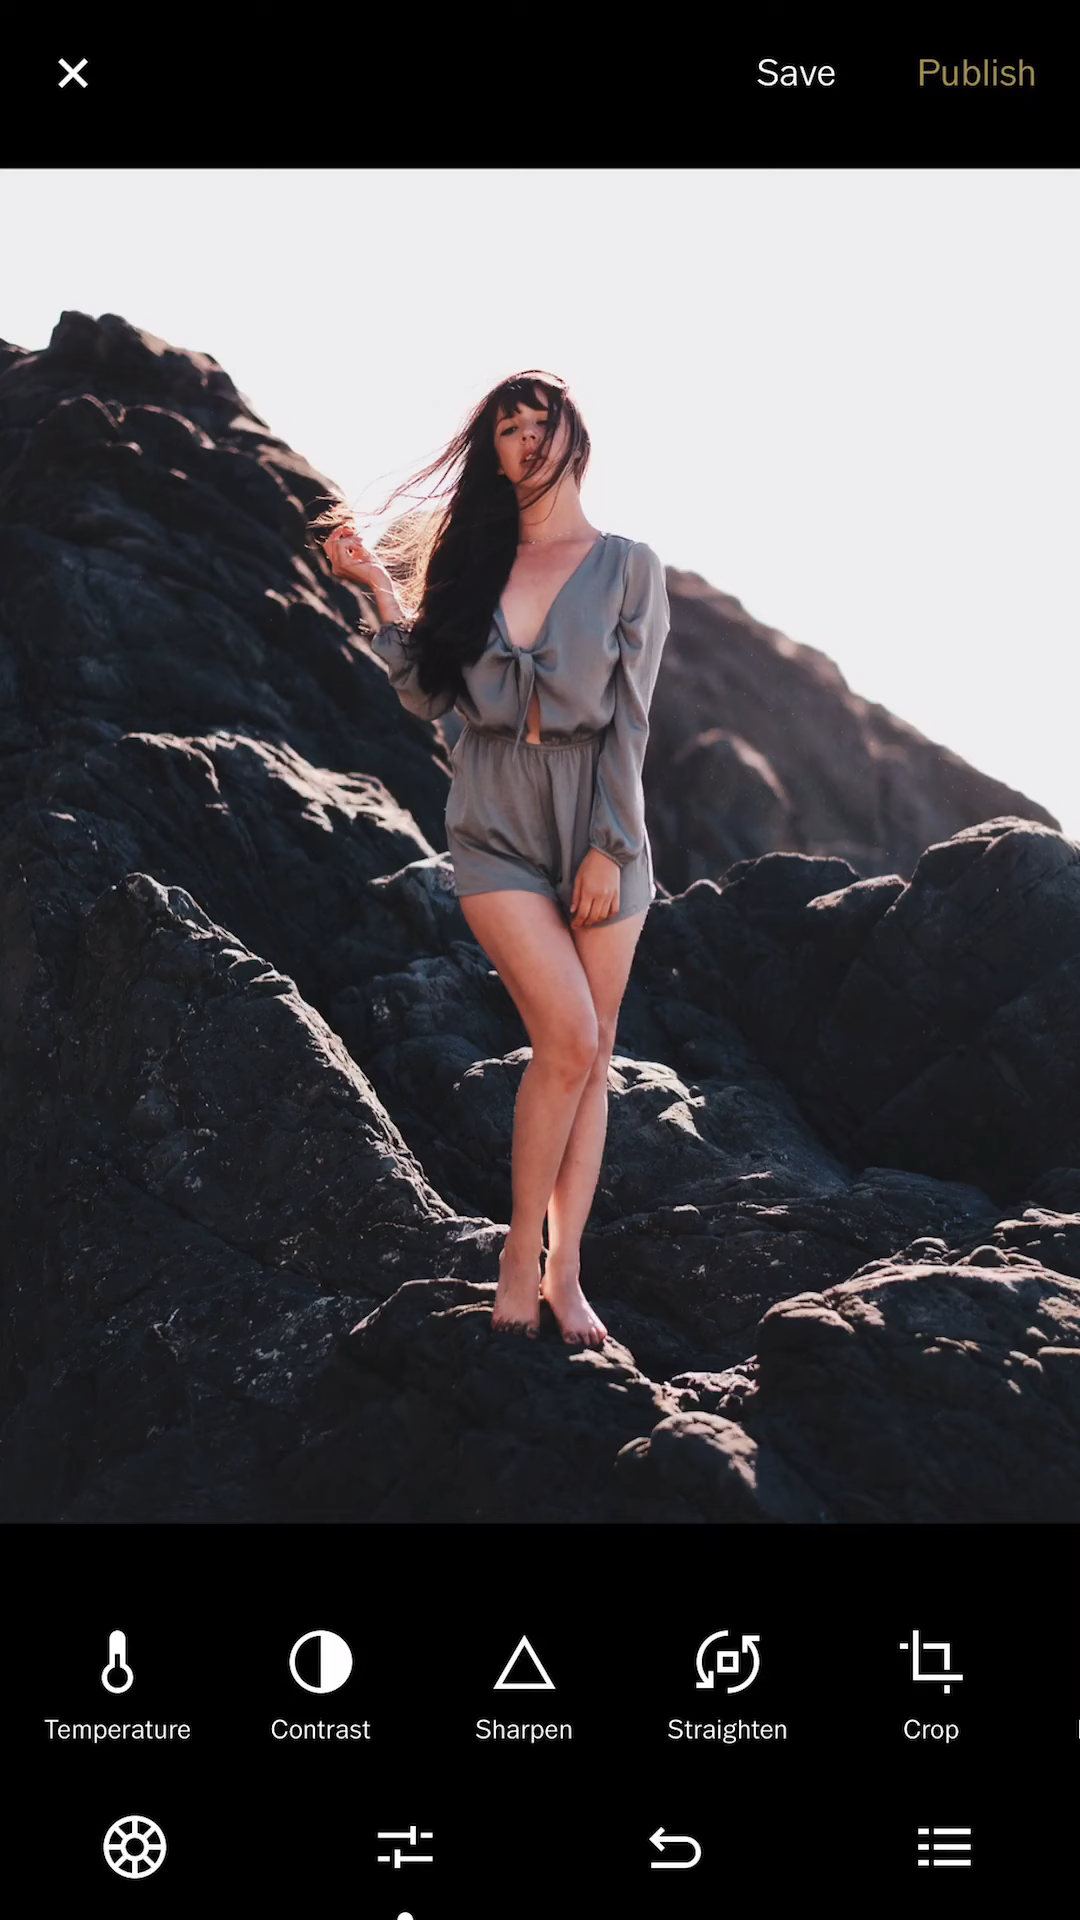 Save
Publish
Temperature
Contrast
Sharpen
Straighten
Crop